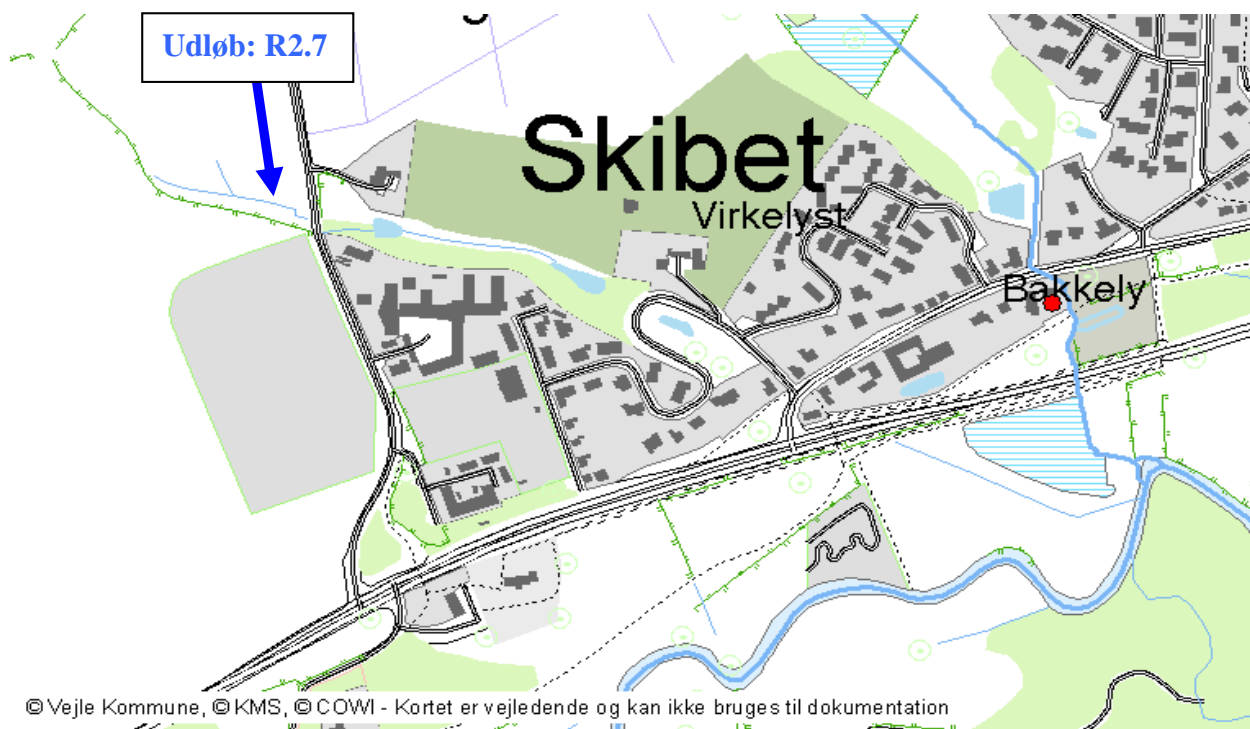 Udløb: R2.7
Skibet
Virkelyst
Bakkely
© Vejle Kommune, © KMS, © COWI - Kortet er vejledende og kan ikke bruges til dokumentation